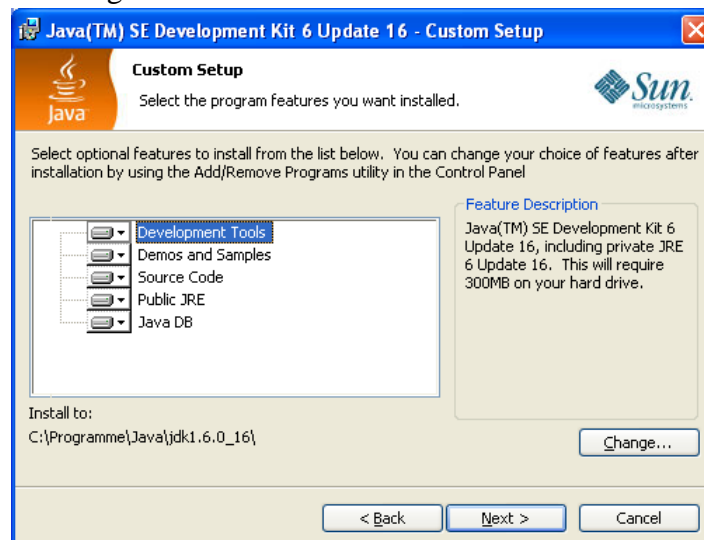 Java(TM) SE Development Kit 6 Update 16 - Custom Setup
Java
Custom Setup
Select the program features you want installed.
Sun
microsystems
Select optional features to install from the list below. You can change your choice of features after
installation by using the Add/Remove Programs utility in the Control Panel
Development Tools
Demos and Samples
Source Code
Public JRE
Java DB
Feature Description
Java(TM) SE Development Kit 6
Update 16, including private JRE
6 Update 16. This will require
300MB on your hard drive.
Install to:
C:\Programme\Java\jdk1.6.0_16\
Change...
< Back
Next >
Cancel